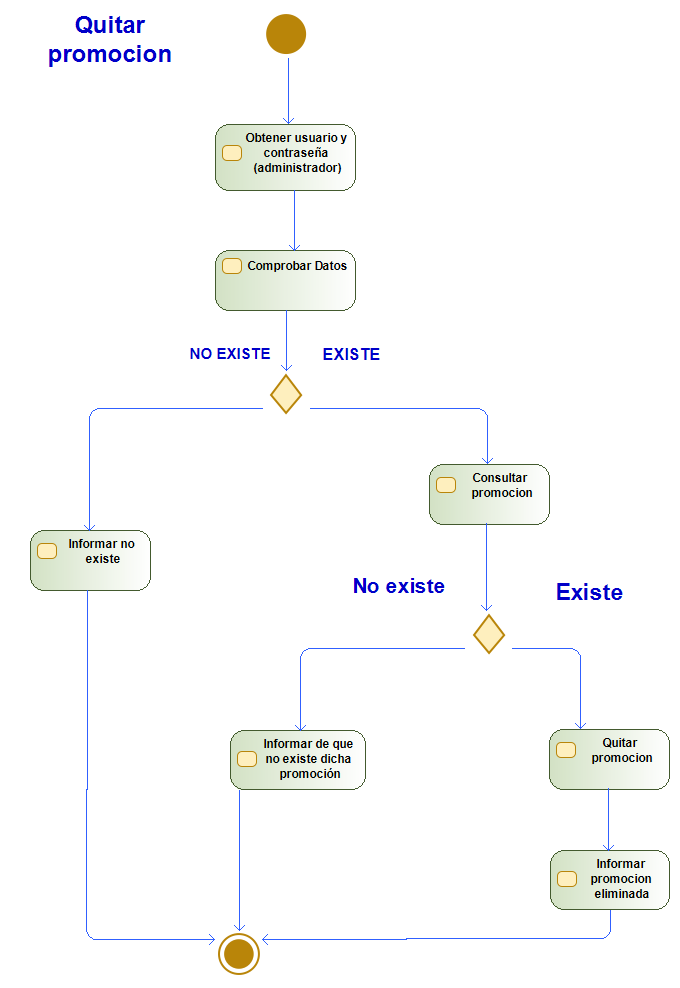 Quitar
promocion
Obtener usuario y
contraseña
(administrador)
Comprobar Datos
NO EXISTE
EXISTE
Consultar
promocion
Informar no
existe
No existe
Existe
Informar de que
no existe dicha
promoción
Quitar
promocion
Informar
promocion
eliminada